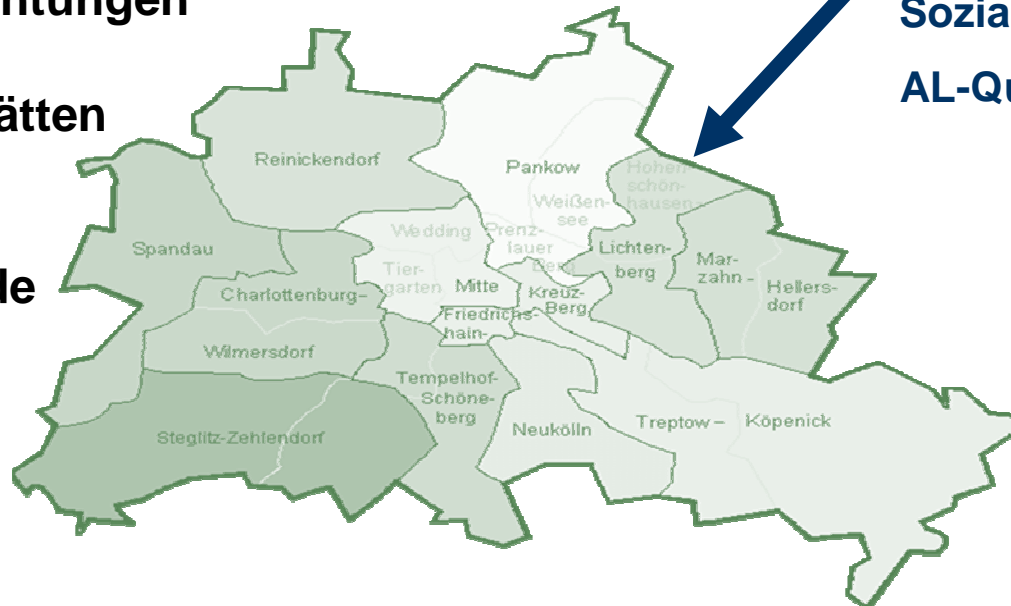 ntungen
Sozia
AL-Qu
ätten
Reinickendorf
Pankow
Hohen-
schön-
hausen-
Weißen-
see
Wedding
Prenz-
lauer
Berg
Spandau
Lichten-
berg
Mar-
zahn -
Hellers-
dorf
Tier-
garten
Mitte
Kreuz-
Berg
de
Charlottenburg-
Friedrichs-
hain-
Wilmersdorf
Tempelhof-
Schöne-
berg
Steglitz-Zehlendorf
Neukölln
Treptow –
Köpenick